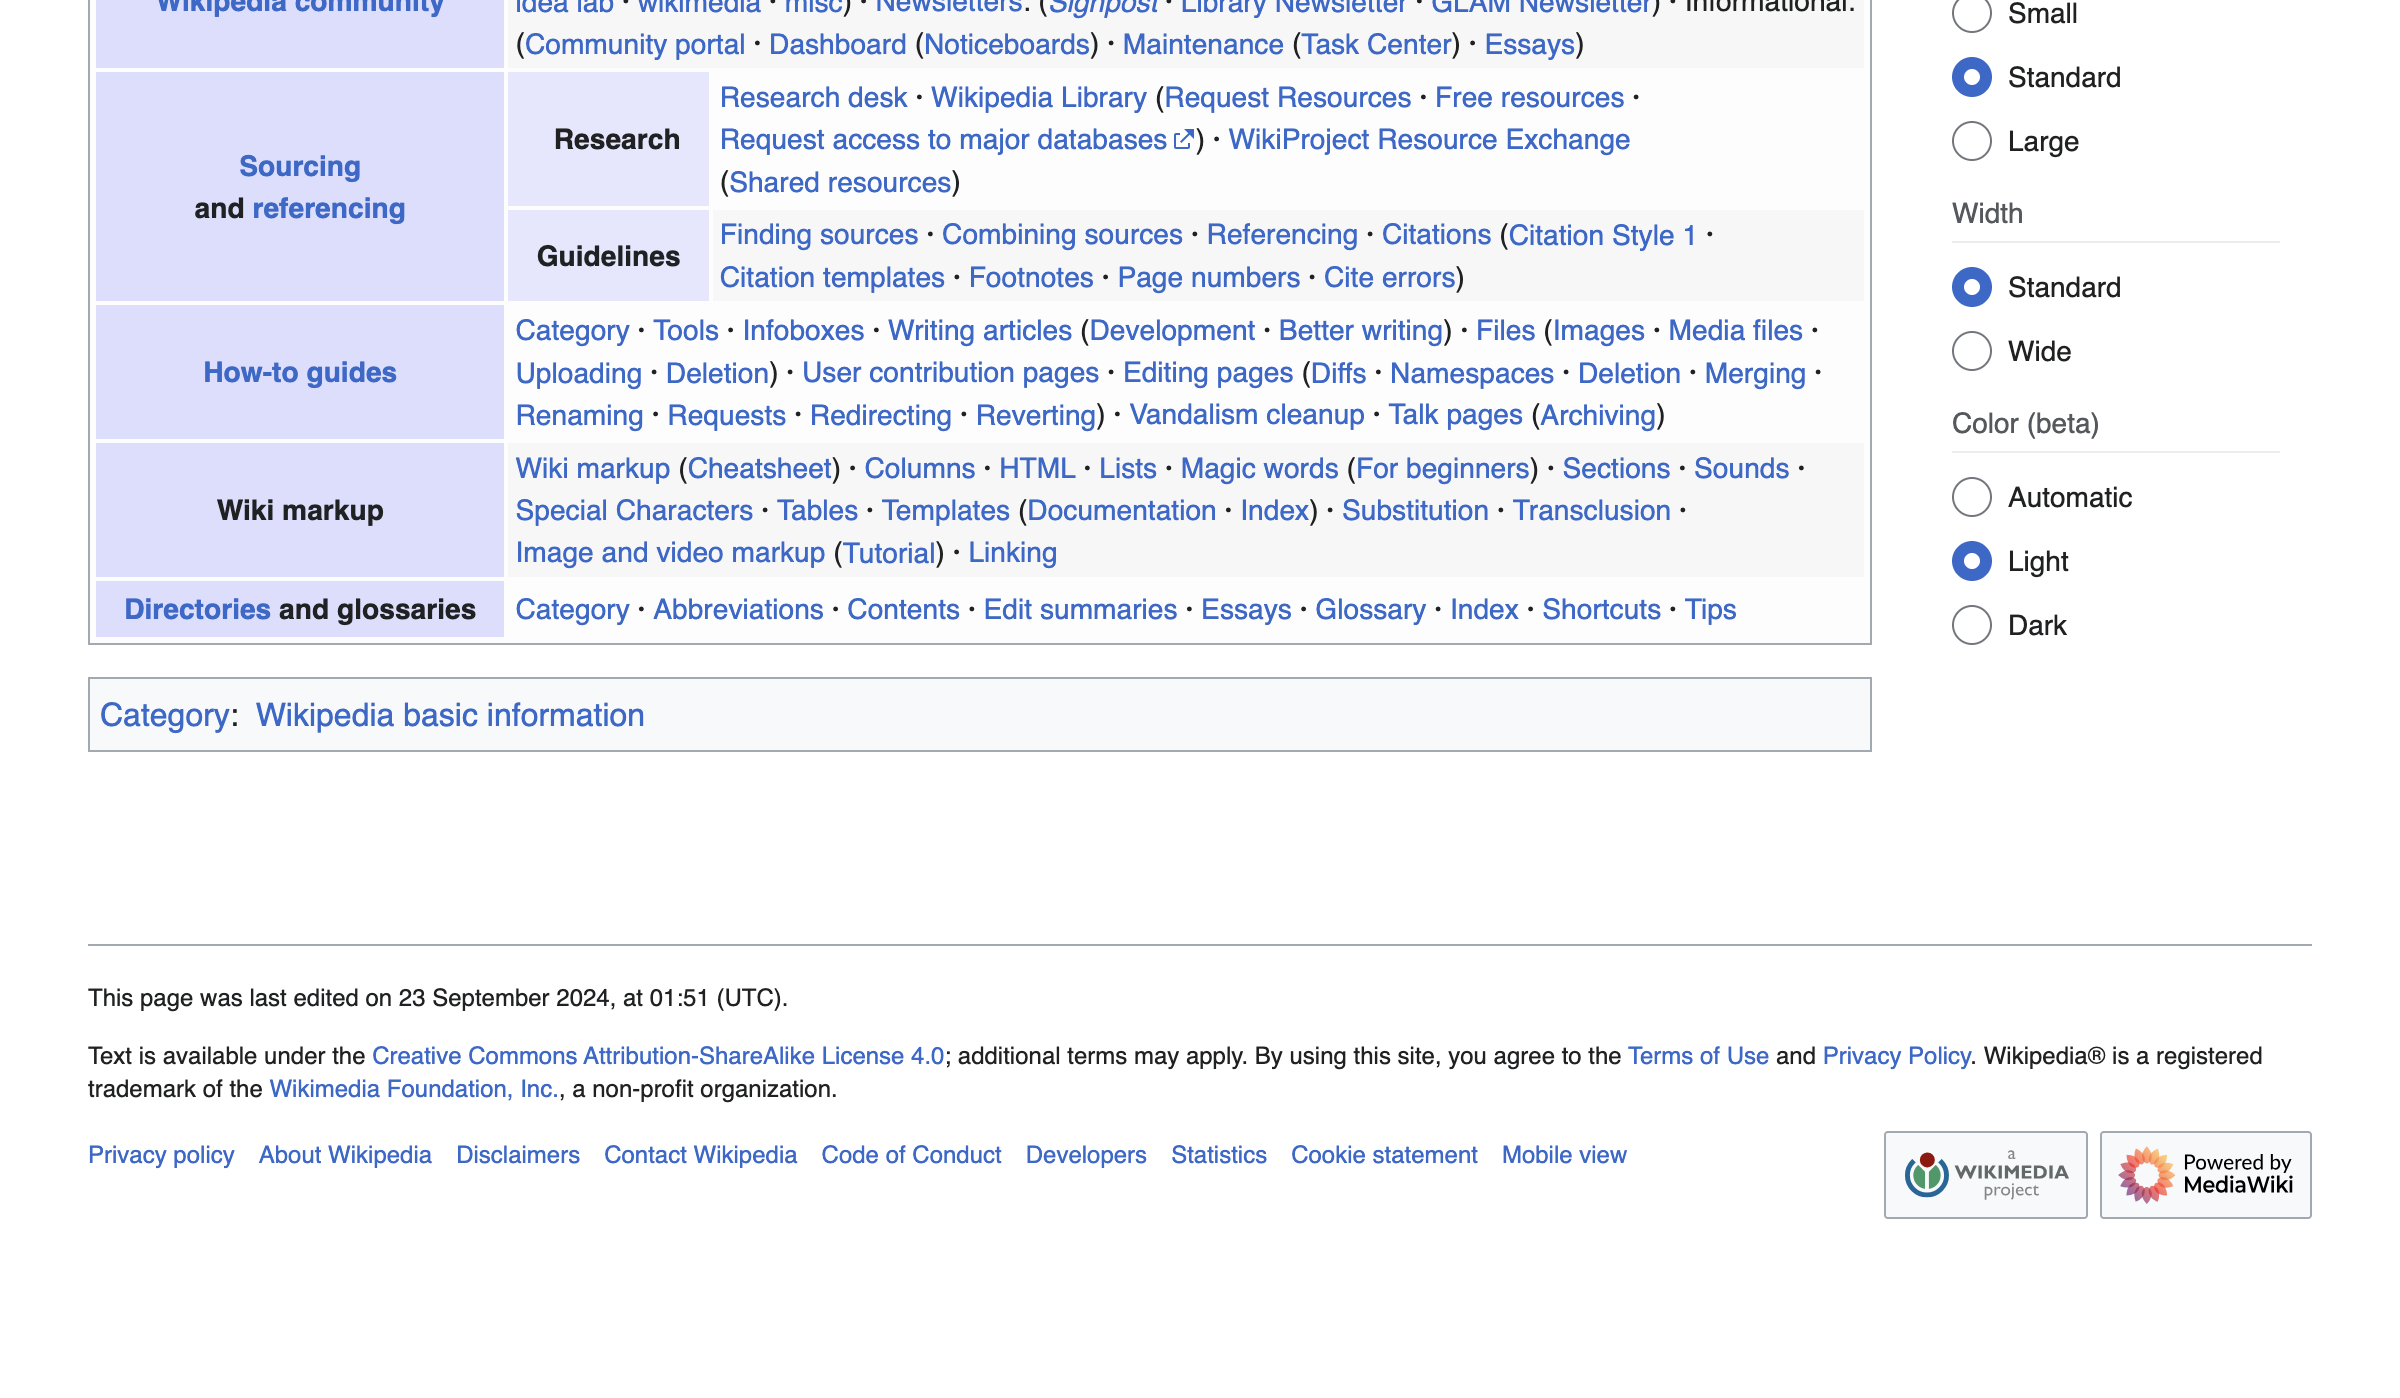 Wikipedia community
idea lab · wikimedia · misc) · Newsletters: (Signpost · Library Newsletter · GLAM Newsletter) · Informational:
(Community portal · Dashboard (Noticeboards) · Maintenance (Task Center) · Essays)
Sourcing
and referencing
Research
Research desk · Wikipedia Library (Request Resources · Free resources ·
Request access to major databases) · WikiProject Resource Exchange
(Shared resources)
Guidelines
Finding sources · Combining sources · Referencing · Citations (Citation Style 1 ·
Citation templates · Footnotes · Page numbers · Cite errors)
How-to guides
Category · Tools · Infoboxes · Writing articles (Development · Better writing) · Files (Images · Media files ·
Uploading · Deletion) · User contribution pages · Editing pages (Diffs · Namespaces · Deletion · Merging ·
Renaming · Requests · Redirecting · Reverting) · Vandalism cleanup · Talk pages (Archiving)
Wiki markup
Wiki markup (Cheatsheet) · Columns · HTML · Lists · Magic words (For beginners) · Sections · Sounds ·
Special Characters · Tables · Templates (Documentation · Index) · Substitution · Transclusion ·
Image and video markup (Tutorial) · Linking
Directories and glossaries
Category · Abbreviations · Contents · Edit summaries · Essays · Glossary · Index · Shortcuts · Tips
Category: Wikipedia basic information
Small
Standard
Large
Width
Standard
Wide
Color (beta)
Automatic
Light
Dark
This page was last edited on 23 September 2024, at 01:51 (UTC).
Text is available under the Creative Commons Attribution-ShareAlike License 4.0; additional terms may apply. By using this site, you agree to the Terms of Use and Privacy Policy. Wikipedia® is a registered
trademark of the Wikimedia Foundation, Inc., a non-profit organization.
Privacy policy About Wikipedia Disclaimers Contact Wikipedia Code of Conduct Developers Statistics Cookie statement Mobile view
a
WIKIMEDIA
project
Powered by
MediaWiki